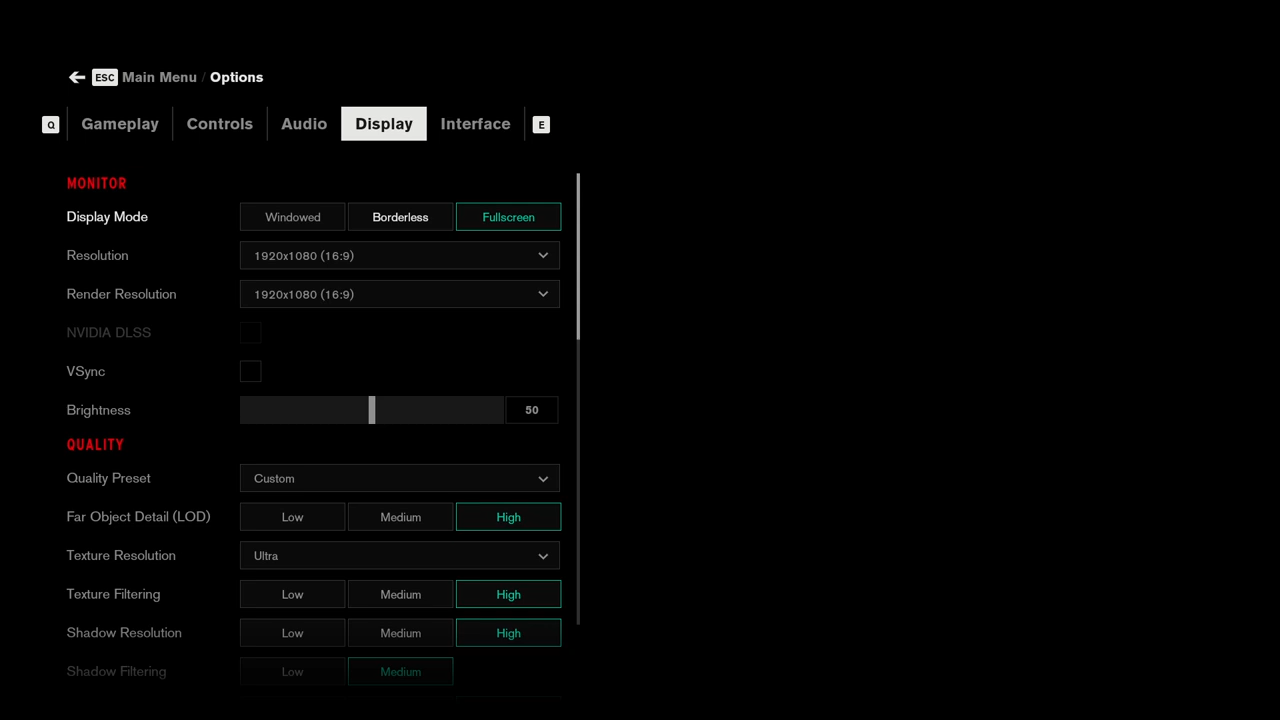 ESC Main Menu / Options
Q Gameplay Controls Audio Display Interface E
MONITOR
Display Mode Windowed Borderless Fullscreen
Resolution 1920x1080 (16:9)
Render Resolution 1920x1080 (16:9)
NVIDIA DLSS
VSync
Brightness 50
QUALITY
Quality Preset Custom
Far Object Detail (LOD) Low Medium High
Texture Resolution Ultra
Texture Filtering Low Medium High
Shadow Resolution Low Medium High
Shadow Filtering Low Medium